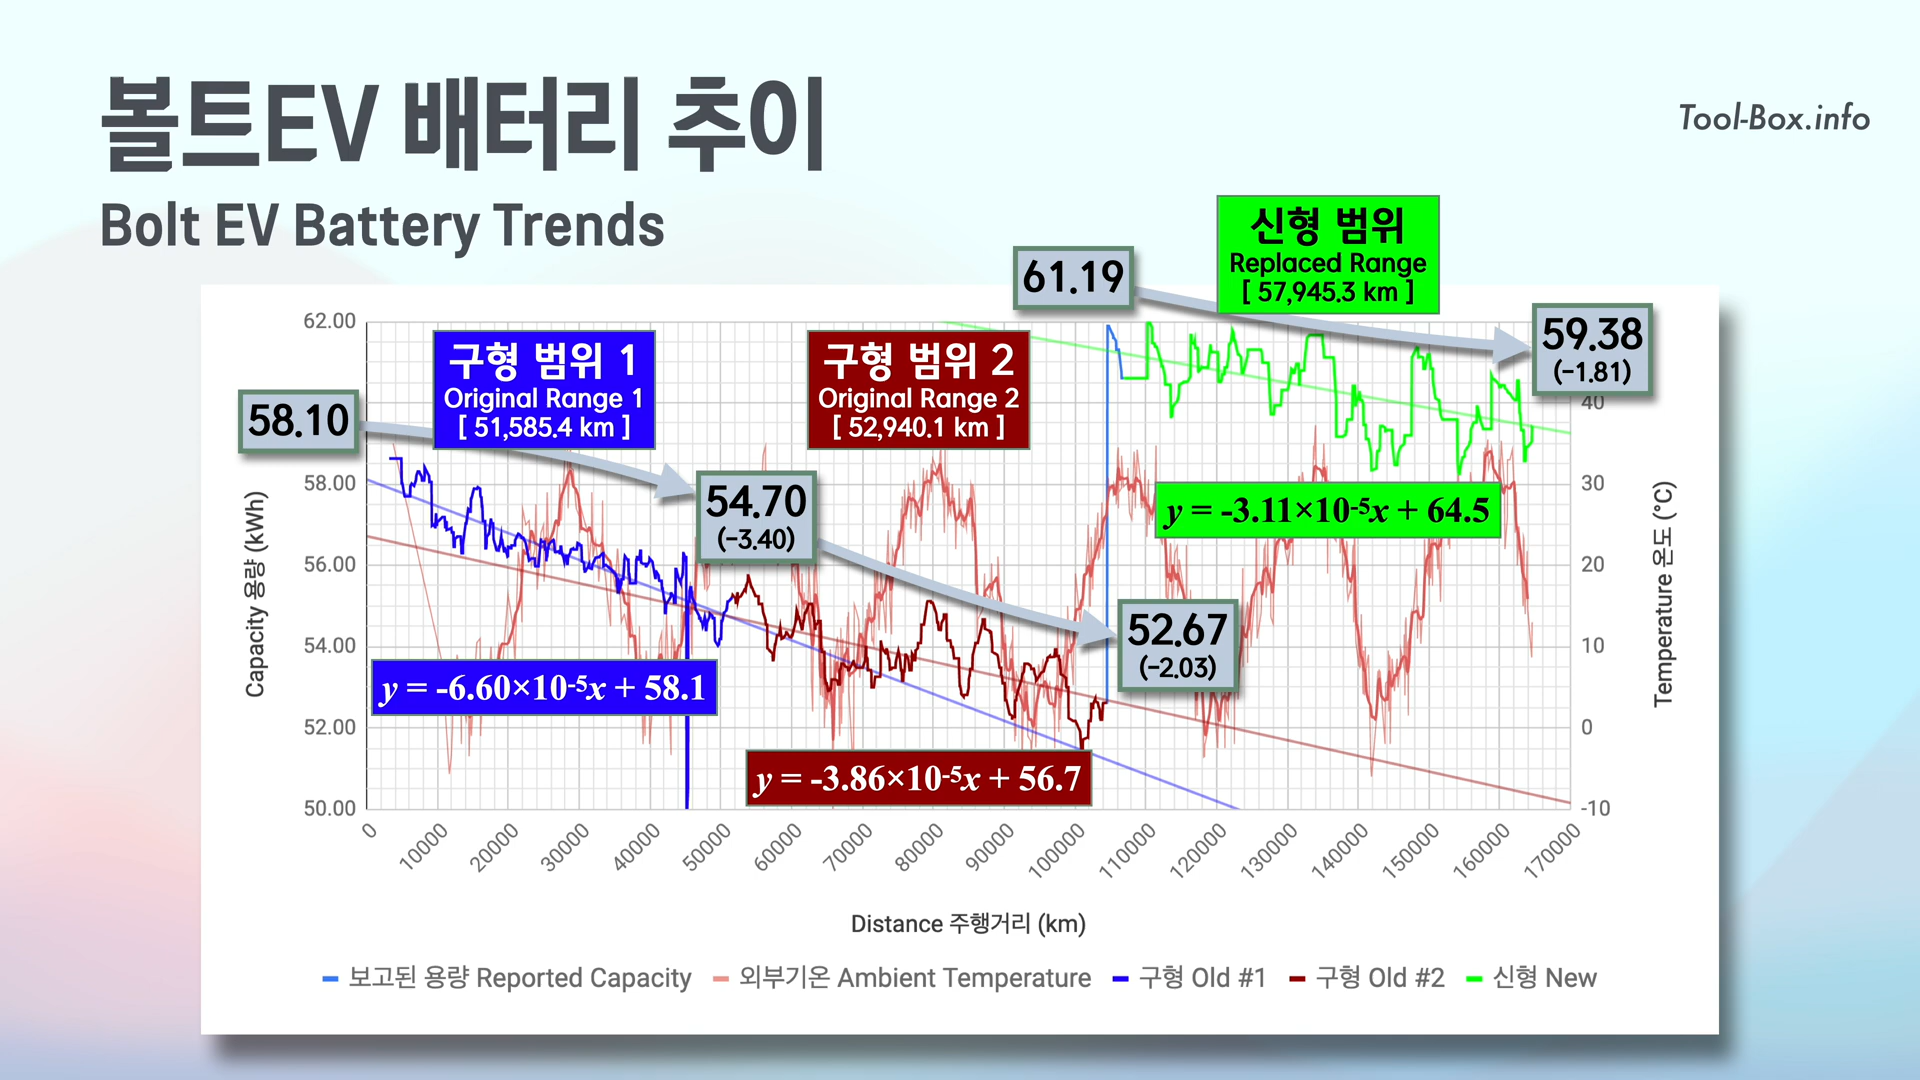 볼트EV 배터리 추이
Tool-Box.info
Bolt EV Battery Trends
신형 범위
Replaced Range
[ 57,945.3 km ]
61.19
59.38
(−1.81)
구형 범위 1
Original Range 1
[ 51,585.4 km ]
구형 범위 2
Original Range 2
[ 52,940.1 km ]
58.10
54.70
(−3.40)
52.67
(−2.03)
y = -3.11×10-5x + 64.5
y = -6.60×10-5x + 58.1
y = -3.86×10-5x + 56.7
Capacity 용량 (kWh)
62.00
58.00
56.00
54.00
52.00
50.00
40
30
20
10
0
-10
Temperature 온도 (°C)
0
10000
20000
30000
40000
50000
60000
70000
80000
90000
100000
110000
120000
130000
140000
150000
160000
170000
Distance 주행거리 (km)
보고된 용량 Reported Capacity
외부기온 Ambient Temperature
구형 Old #1
구형 Old #2
신형 New